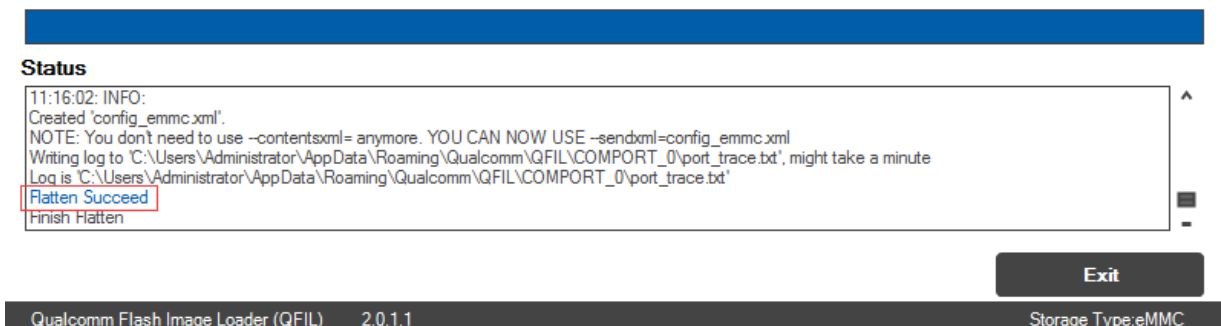 Status
11:16:02: INFO:
Created 'config_emmc.xml'.
NOTE: You don't need to use --contentsxml= anymore. YOU CAN NOW USE --sendxml=config_emmc.xml
Writing log to 'C:\Users\Administrator\AppData\Roaming\Qualcomm\QFIL\COMPORT_0\port_trace.txt', might take a minute
Log is 'C:\Users\Administrator\AppData\Roaming\Qualcomm\QFIL\COMPORT_0\port_trace.txt'
Flatten Succeed
Finish Flatten
Exit
Qualcomm Flash Image Loader (QFIL) 2.0.1.1 Storage Type:eMMC